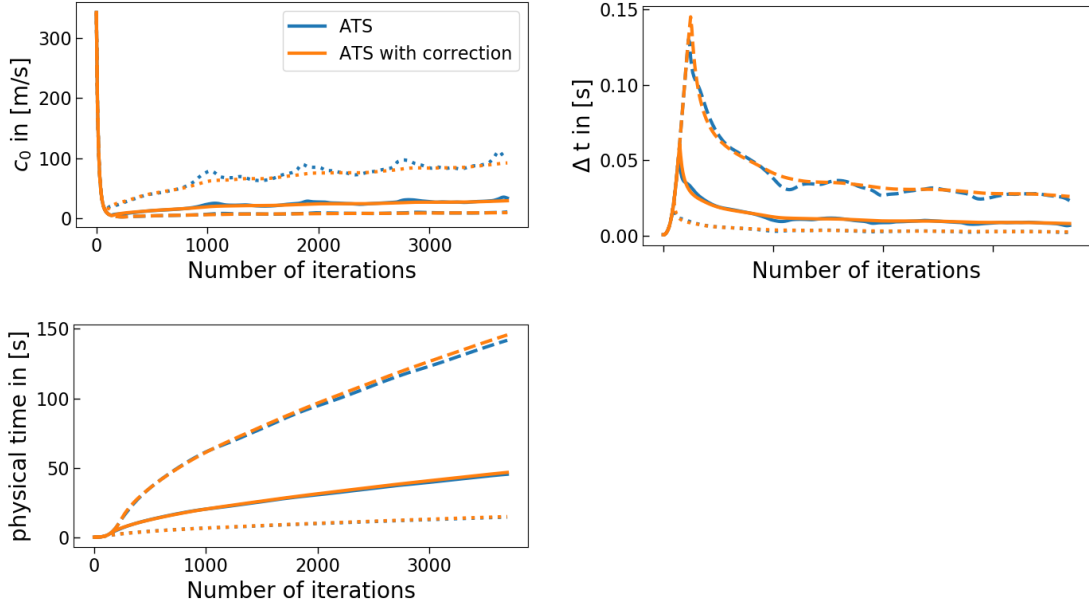 300
200
100
0
c₀ in [m/s]
ATS
ATS with correction
0
1000
2000
3000
Number of iterations
0.15
0.10
0.05
0.00
Δ t in [s]
Number of iterations
150
100
50
0
physical time in [s]
0
1000
2000
3000
Number of iterations